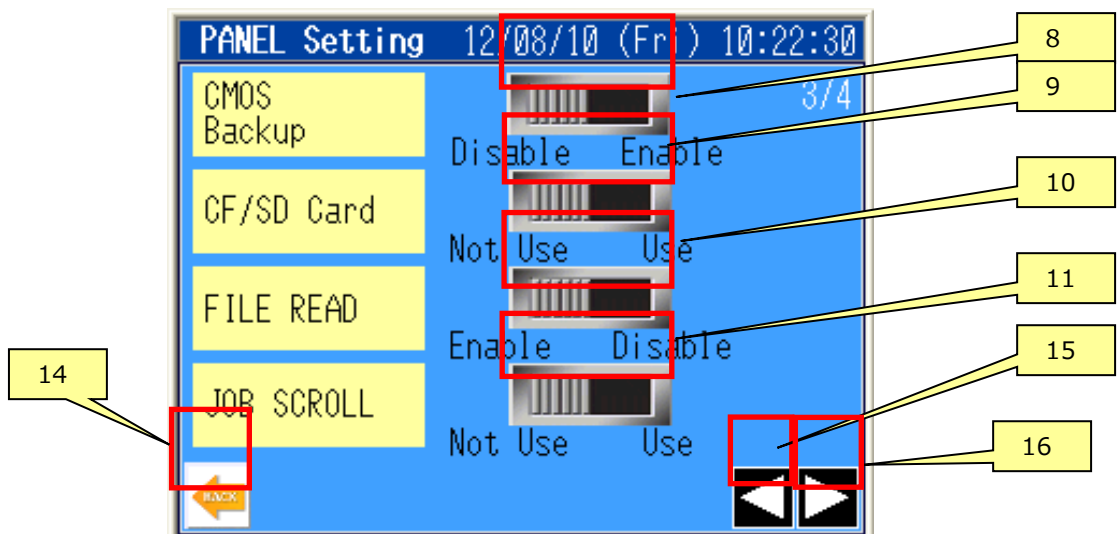 PANEL Setting 12/08/10 (Fri) 10:22:30
8
9
3/4
CMOS
Backup
Disable Enable
10
CF/SD Card
Not Use Use
11
FILE READ
Enable Disable
15
14
JOB SCROLL
Not Use Use
16
BACK